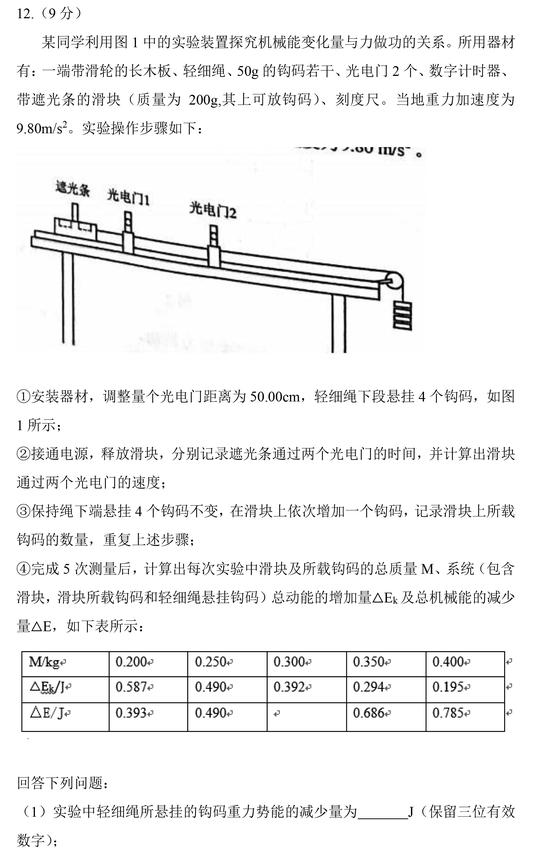 12.（9 分）
某同学利用图 1 中的实验装置探究机械能变化量与力做功的关系。所用器材
有：一端带滑轮的长木板、轻细绳、50g 的钩码若干、光电门 2 个、数字计时器、
带遮光条的滑块（质量为 200g,其上可放钩码）、刻度尺。当地重力加速度为
9.80m/s²。实验操作步骤如下：
9.80 m/s²。
遮光条 光电门1
光电门2
①安装器材，调整量个光电门距离为 50.00cm，轻细绳下段悬挂 4 个钩码，如图
1 所示；
②接通电源，释放滑块，分别记录遮光条通过两个光电门的时间，并计算出滑块
通过两个光电门的速度；
③保持绳下端悬挂 4 个钩码不变，在滑块上依次增加一个钩码，记录滑块上所载
钩码的数量，重复上述步骤；
④完成 5 次测量后，计算出每次实验中滑块及所载钩码的总质量 M、系统（包含
滑块，滑块所载钩码和轻细绳悬挂钩码）总动能的增加量△Eₖ 及总机械能的减少
量△E，如下表所示：
M/kg 0.200 0.250 0.300 0.350 0.400
△Ek/J 0.587 0.490 0.392 0.294 0.195
△E/J 0.393 0.490 0.686 0.785
回答下列问题：
（1）实验中轻细绳所悬挂的钩码重力势能的减少量为______J（保留三位有效
数字）；